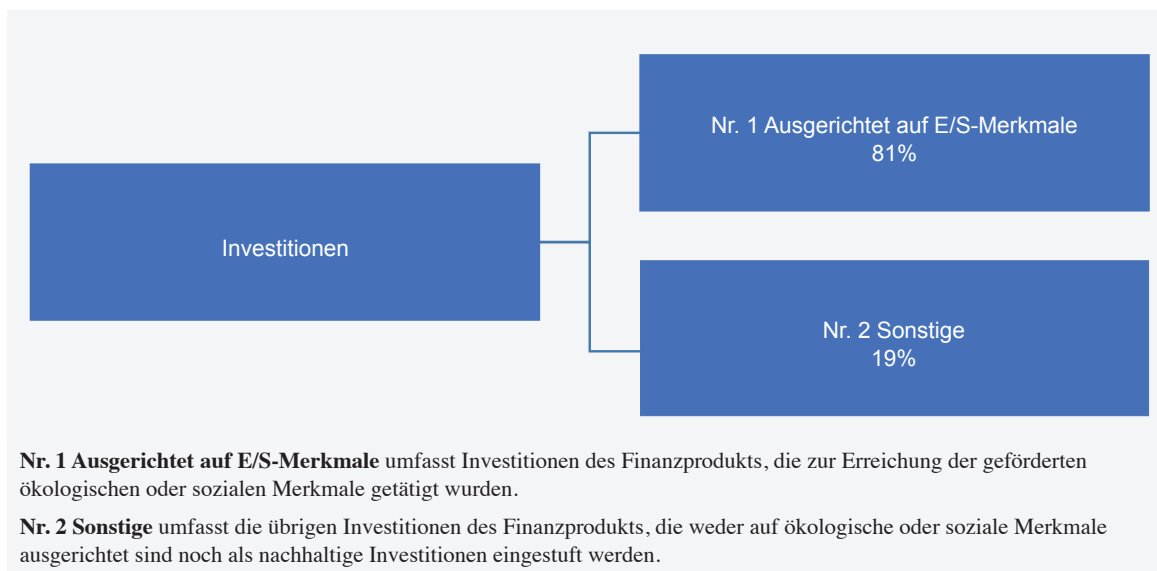 Nr. 1 Ausgerichtet auf E/S-Merkmale
81%
Investitionen
Nr. 2 Sonstige
19%
Nr. 1 Ausgerichtet auf E/S-Merkmale umfasst Investitionen des Finanzprodukts, die zur Erreichung der geförderten
ökologischen oder sozialen Merkmale getätigt wurden.
Nr. 2 Sonstige umfasst die übrigen Investitionen des Finanzprodukts, die weder auf ökologische oder soziale Merkmale
ausgerichtet sind noch als nachhaltige Investitionen eingestuft werden.